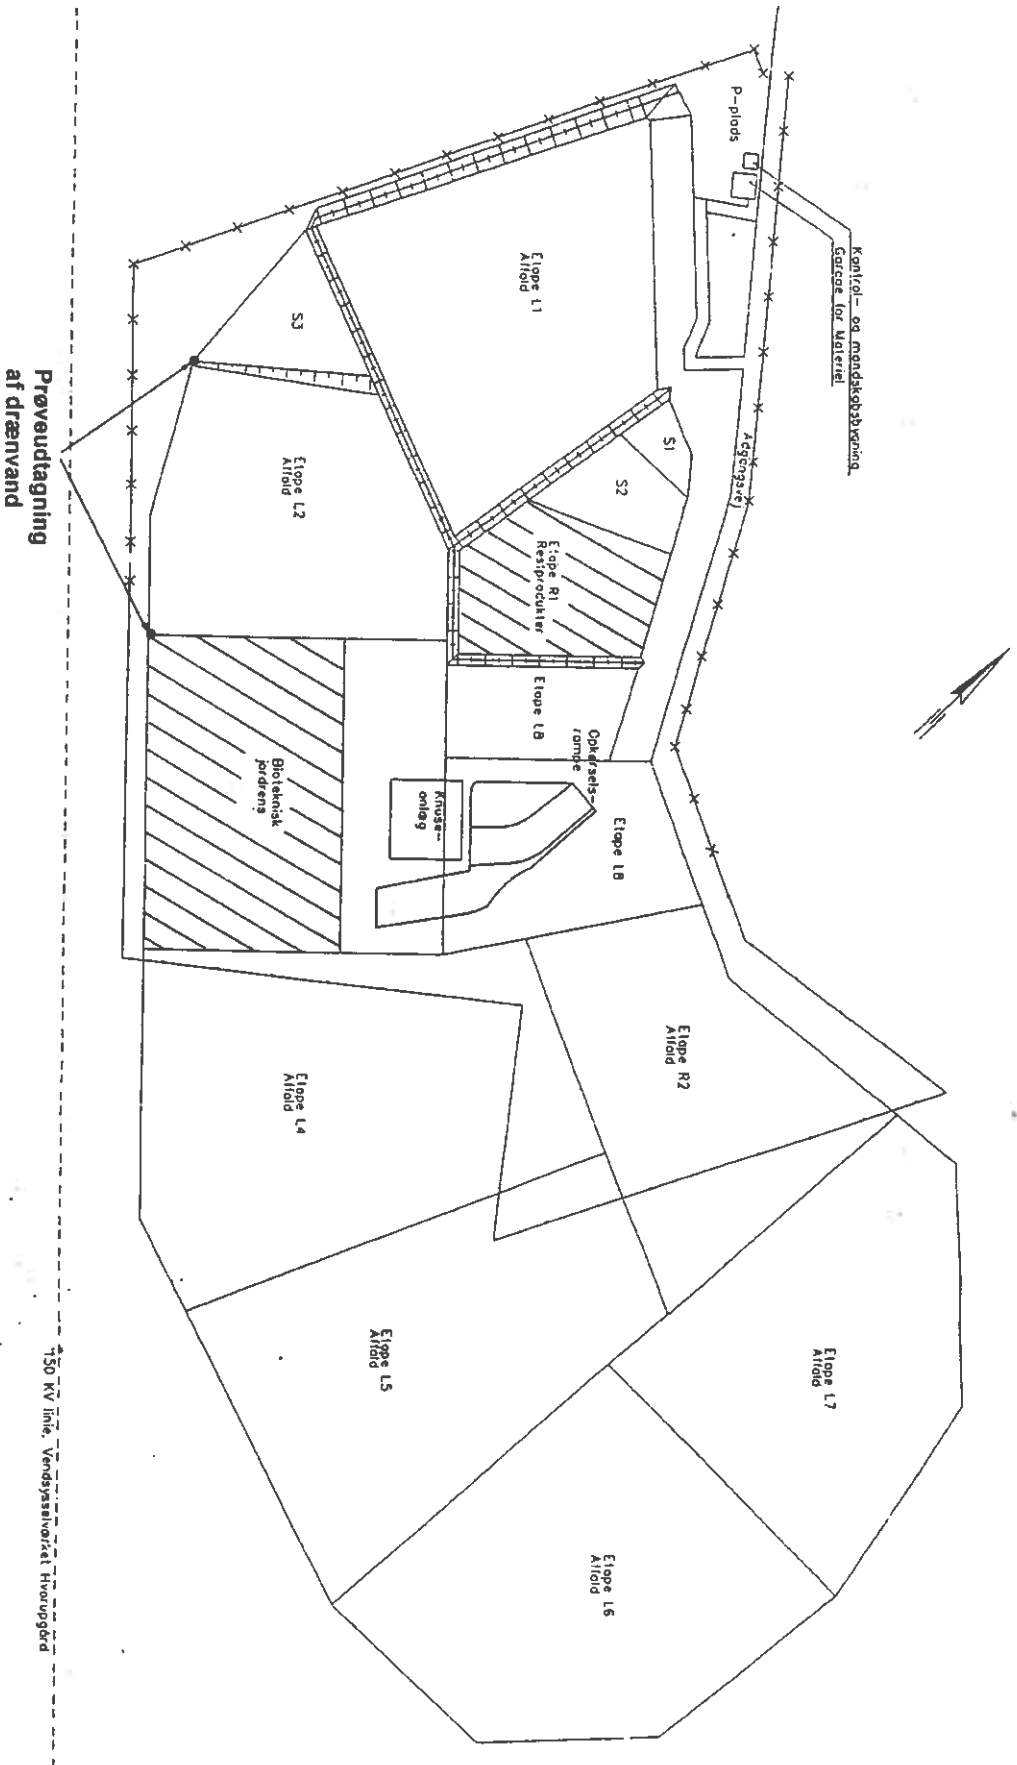 P-plads
Kontrol- og mandskabsbygning
Garage for Materiel
Adgangsvej
Etape L1
Affald
S1
S2
S3
Etape R1
Restprodukter
Etape L2
Affald
Etape L8
Opkørsels-
rampe
Etape L8
Knuse-
anlæg
Bioteknisk
jordrens
Etape R2
Affald
Etape L4
Affald
Etape L5
Affald
Etape L7
Affald
Etape L6
Affald
Prøveudtagning
af drænvand
150 KV linie, Vendsysselværket Hvorupgård